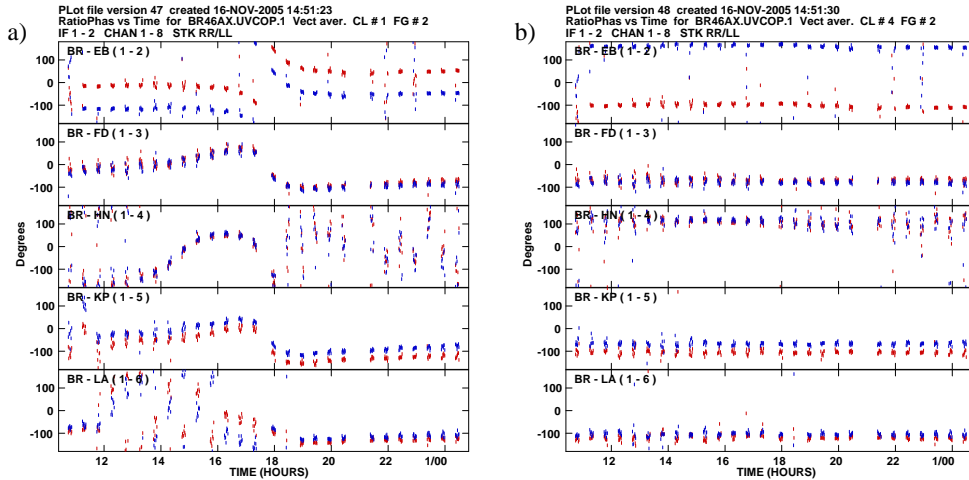 a)
PLot file version 47 created 16-NOV-2005 14:51:23
RatioPhas vs Time for BR46AX.UVCOP.1 Vect aver. CL # 1 FG # 2
IF 1 - 2 CHAN 1 - 8 STK RR/LL
BR - EB ( 1 - 2 )
100
0
-100
BR - FD ( 1 - 3 )
100
0
-100
BR - HN ( 1 - 4 )
100
0
-100
BR - KP ( 1 - 5 )
100
0
-100
BR - LA ( 1 - 6 )
100
0
-100
Degrees
12 14 16 18 20 22 1/00
TIME (HOURS)
b)
PLot file version 48 created 16-NOV-2005 14:51:30
RatioPhas vs Time for BR46AX.UVCOP.1 Vect aver. CL # 4 FG # 2
IF 1 - 2 CHAN 1 - 8 STK RR/LL
BR - EB ( 1 - 2 )
100
0
-100
BR - FD ( 1 - 3 )
100
0
-100
BR - HN ( 1 - 4 )
100
0
-100
BR - KP ( 1 - 5 )
100
0
-100
BR - LA ( 1 - 6 )
100
0
-100
Degrees
12 14 16 18 20 22 1/00
TIME (HOURS)